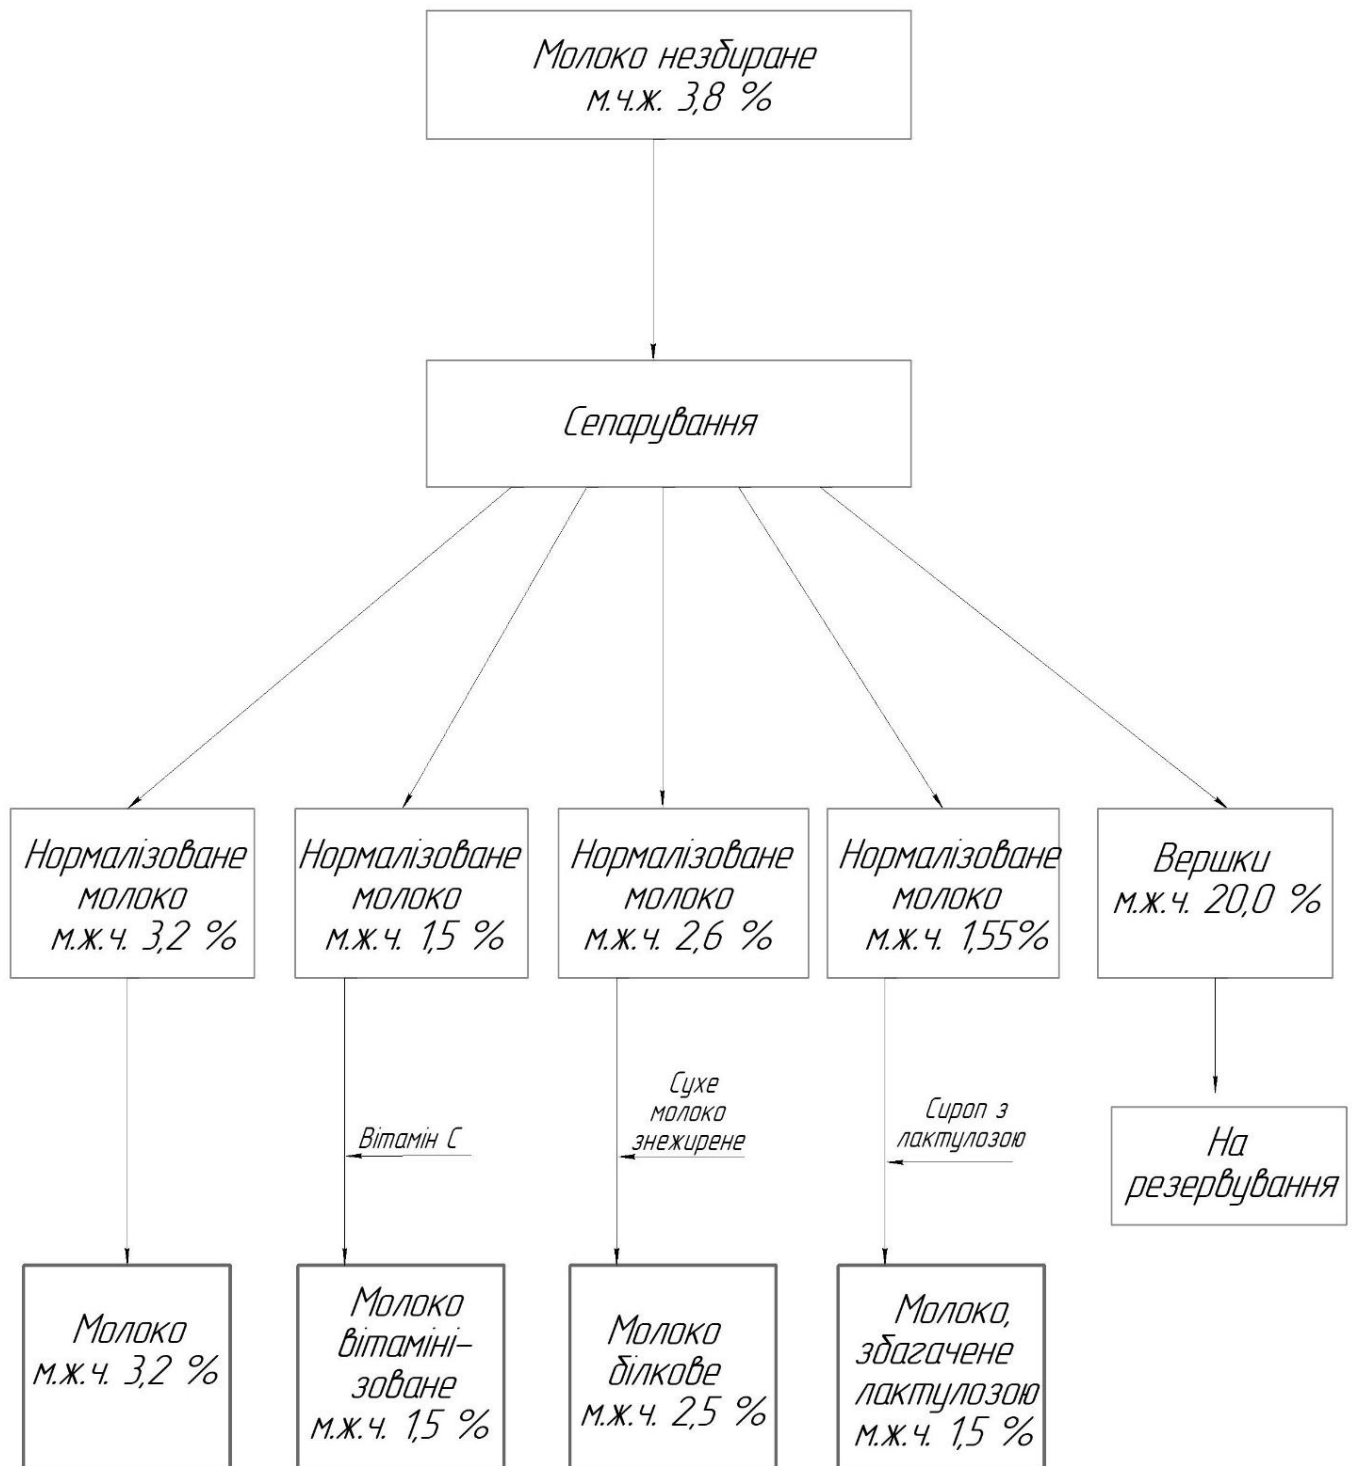 Молоко незбиране
м.ч.ж. 3,8 %
Сепарування
Нормалізоване
молоко
м.ж.ч. 3,2 %
Нормалізоване
молоко
м.ж.ч. 1,5 %
Нормалізоване
молоко
м.ж.ч. 2,6 %
Нормалізоване
молоко
м.ж.ч. 1,55%
Вершки
м.ж.ч. 20,0 %
Вітамін С
Сухе
молоко
знежирене
Сироп з
лактулозою
На
резервування
Молоко
м.ж.ч. 3,2 %
Молоко
вітаміні-
зоване
м.ж.ч. 1,5 %
Молоко
білкове
м.ж.ч. 2,5 %
Молоко,
збагачене
лактулозою
м.ж.ч. 1,5 %